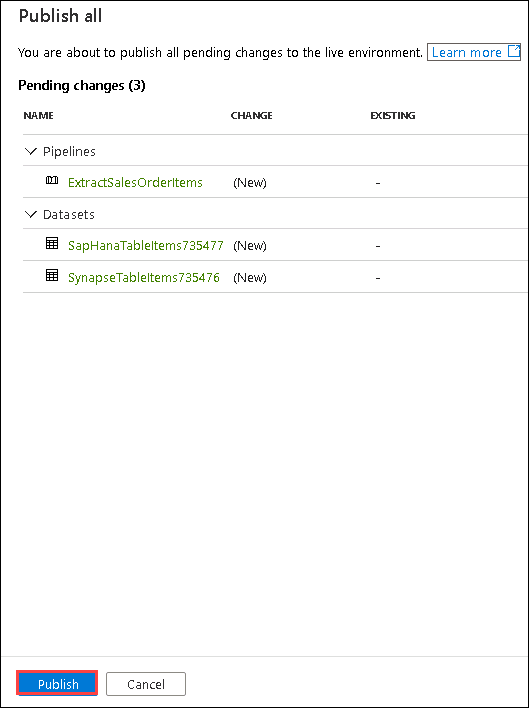 Publish all
You are about to publish all pending changes to the live environment. Learn more
Pending changes (3)
NAME CHANGE EXISTING
Pipelines
ExtractSalesOrderItems (New) -
Datasets
SapHanaTableItems735477 (New) -
SynapseTableItems735476 (New) -
Publish Cancel